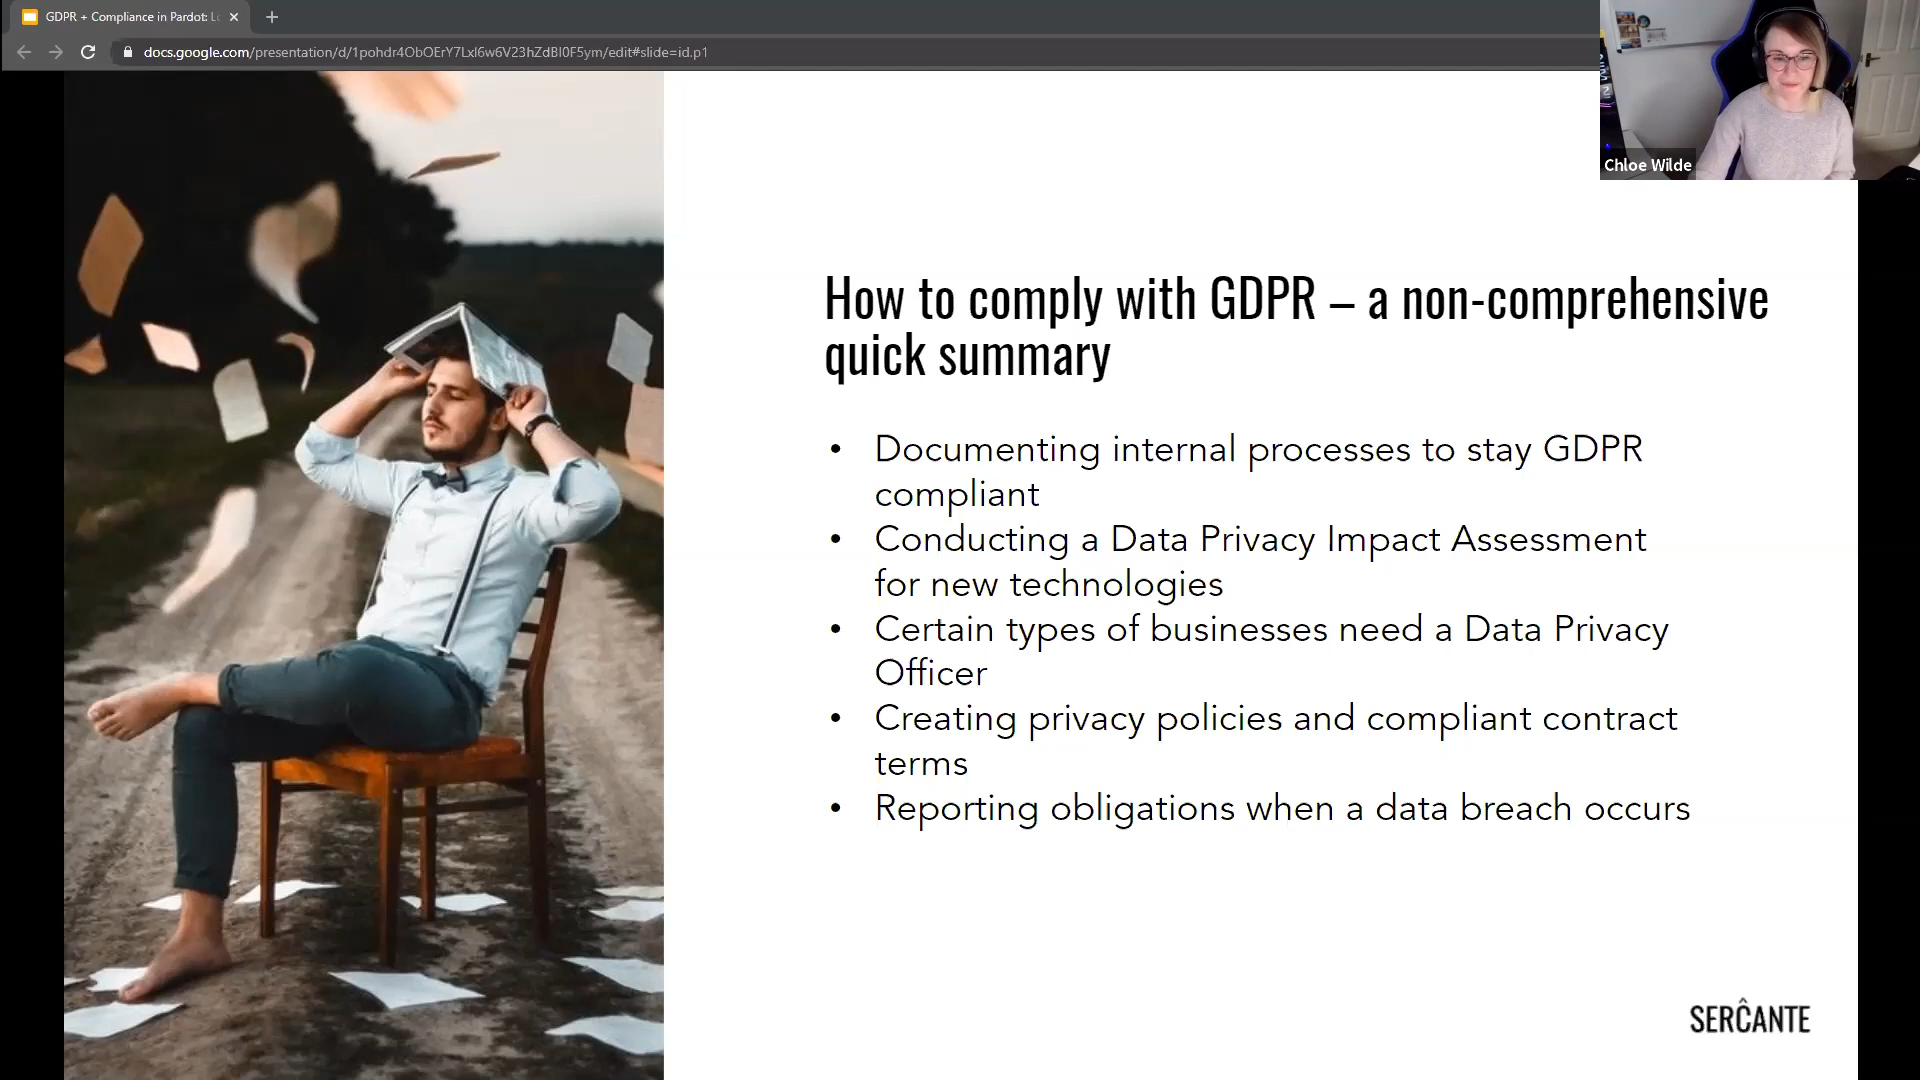 GDPR + Compliance in Pardot: L
docs.google.com/presentation/d/1pohdr4ObOErY7LxI6w6V23hZdBI0F5ym/edit#slide=id.p1
Chloe Wilde
How to comply with GDPR – a non-comprehensive
quick summary
• Documenting internal processes to stay GDPR
compliant
• Conducting a Data Privacy Impact Assessment
for new technologies
• Certain types of businesses need a Data Privacy
Officer
• Creating privacy policies and compliant contract
terms
• Reporting obligations when a data breach occurs
SERĈANTE